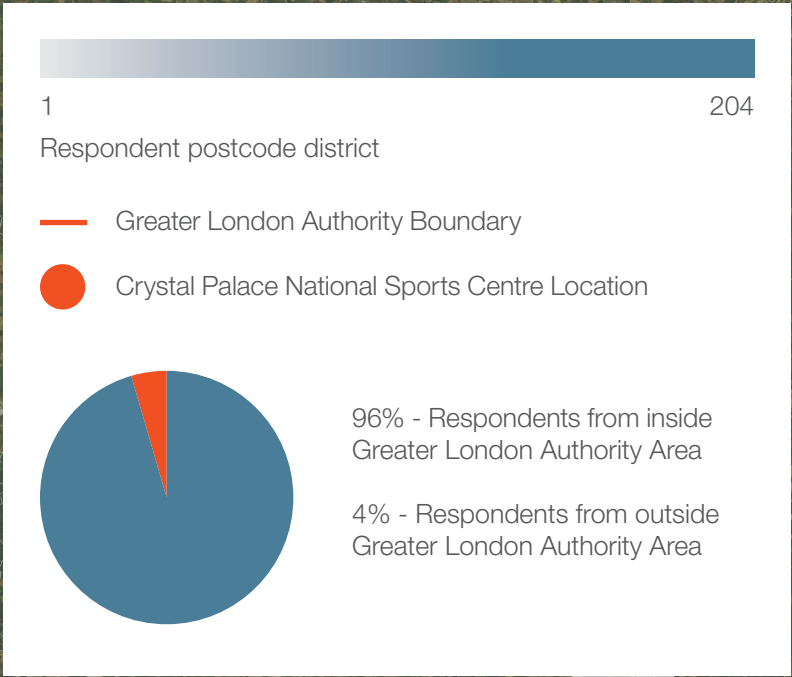 1
204
Respondent postcode district
Greater London Authority Boundary
Crystal Palace National Sports Centre Location
96% - Respondents from inside
Greater London Authority Area
4% - Respondents from outside
Greater London Authority Area